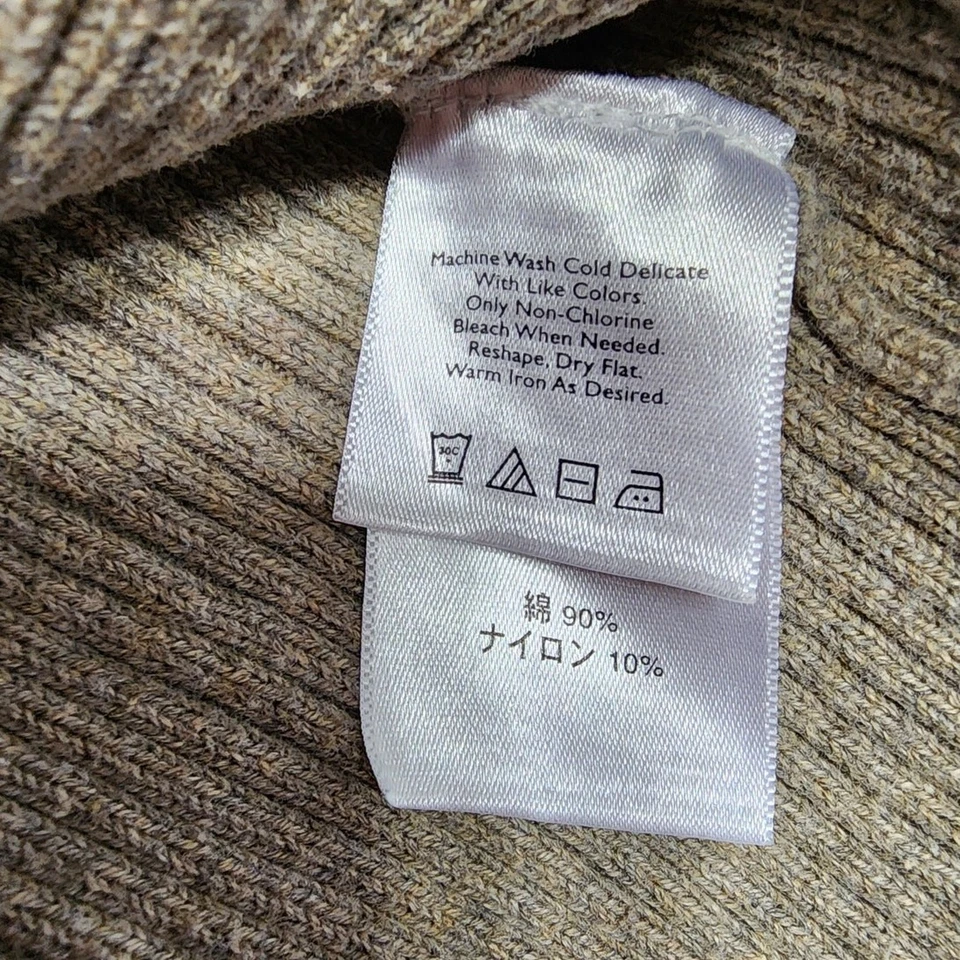 Machine Wash Cold Delicate
With Like Colors.
Only Non-Chlorine
Bleach When Needed.
Reshape, Dry Flat.
Warm Iron As Desired.
30C
綿 90%
ナイロン 10%